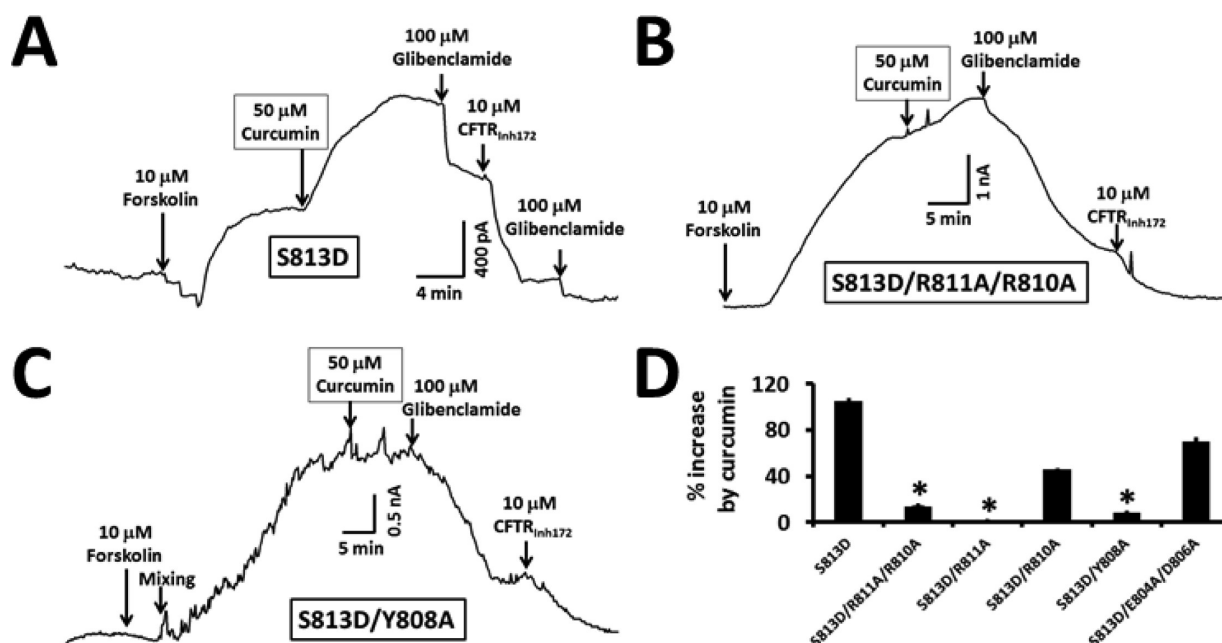 A
10 μM
Forskolin
50 μM
Curcumin
100 μM
Glibenclamide
10 μM
CFTRInh172
100 μM
Glibenclamide
S813D
4 min
400 pA
B
10 μM
Forskolin
50 μM
Curcumin
100 μM
Glibenclamide
1 nA
5 min
10 μM
CFTRInh172
S813D/R811A/R810A
C
10 μM
Forskolin
Mixing
50 μM
Curcumin
100 μM
Glibenclamide
0.5 nA
5 min
10 μM
CFTRInh172
S813D/Y808A
D
% increase
by curcumin
120
80
40
0
*
*
*
S813D
S813D/R811A/R810A
S813D/R811A
S813D/R810A
S813D/Y808A
S813D/E804A/D806A